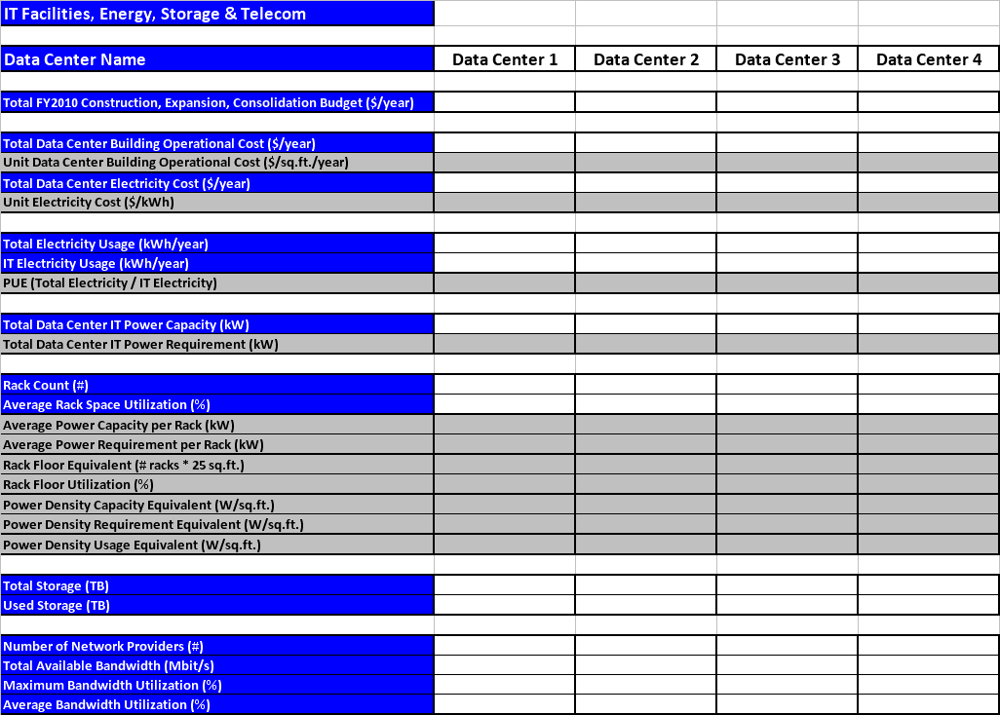 IT Facilities, Energy, Storage & Telecom
Data Center Name Data Center 1 Data Center 2 Data Center 3 Data Center 4
Total FY2010 Construction, Expansion, Consolidation Budget ($/year)
Total Data Center Building Operational Cost ($/year)
Unit Data Center Building Operational Cost ($/sq.ft./year)
Total Data Center Electricity Cost ($/year)
Unit Electricity Cost ($/kWh)
Total Electricity Usage (kWh/year)
IT Electricity Usage (kWh/year)
PUE (Total Electricity / IT Electricity)
Total Data Center IT Power Capacity (kW)
Total Data Center IT Power Requirement (kW)
Rack Count (#)
Average Rack Space Utilization (%)
Average Power Capacity per Rack (kW)
Average Power Requirement per Rack (kW)
Rack Floor Equivalent (# racks * 25 sq.ft.)
Rack Floor Utilization (%)
Power Density Capacity Equivalent (W/sq.ft.)
Power Density Requirement Equivalent (W/sq.ft.)
Power Density Usage Equivalent (W/sq.ft.)
Total Storage (TB)
Used Storage (TB)
Number of Network Providers (#)
Total Available Bandwidth (Mbit/s)
Maximum Bandwidth Utilization (%)
Average Bandwidth Utilization (%)